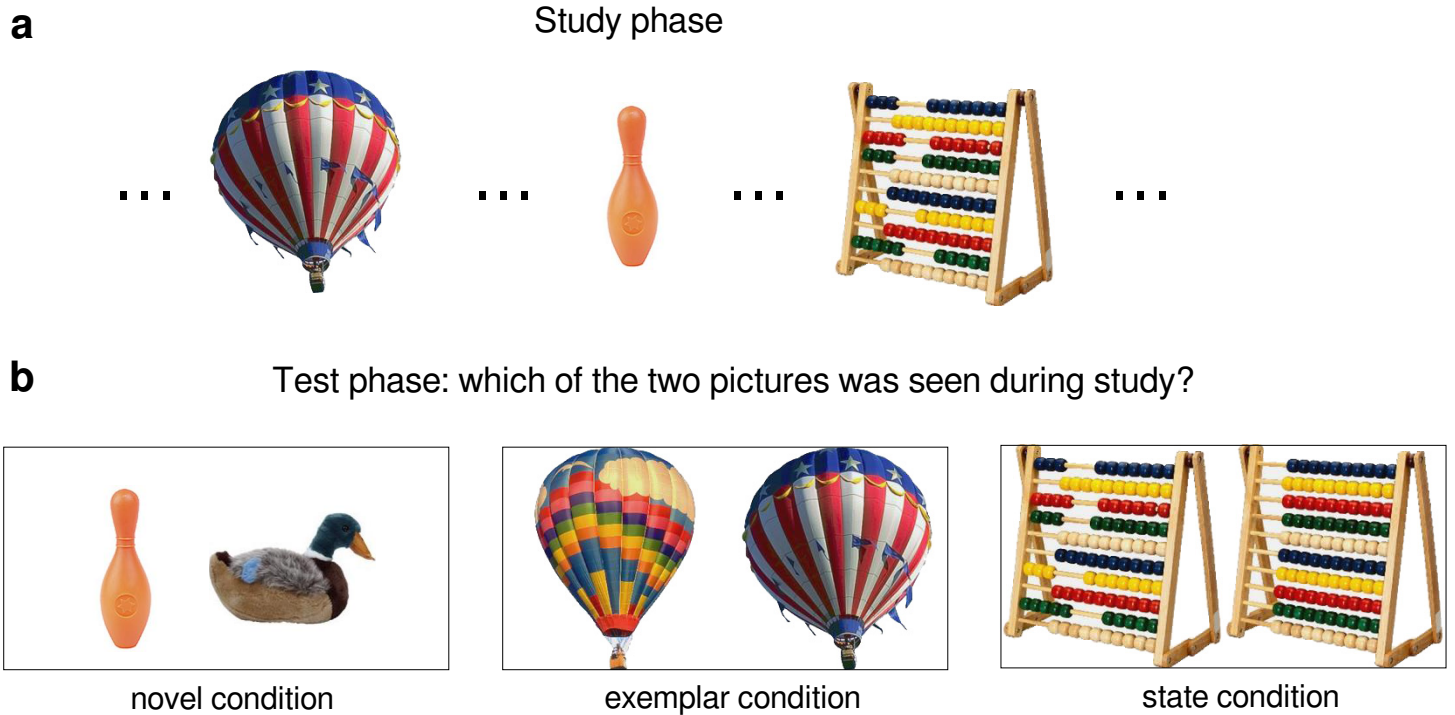 a
Study phase
... ... ... ...
b
Test phase: which of the two pictures was seen during study?
novel condition
exemplar condition
state condition